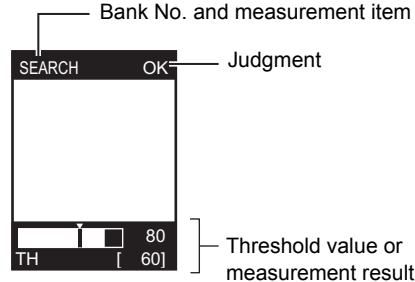 Bank No. and measurement item
SEARCH OK
Judgment
80
TH [ 60]
Threshold value or
measurement result